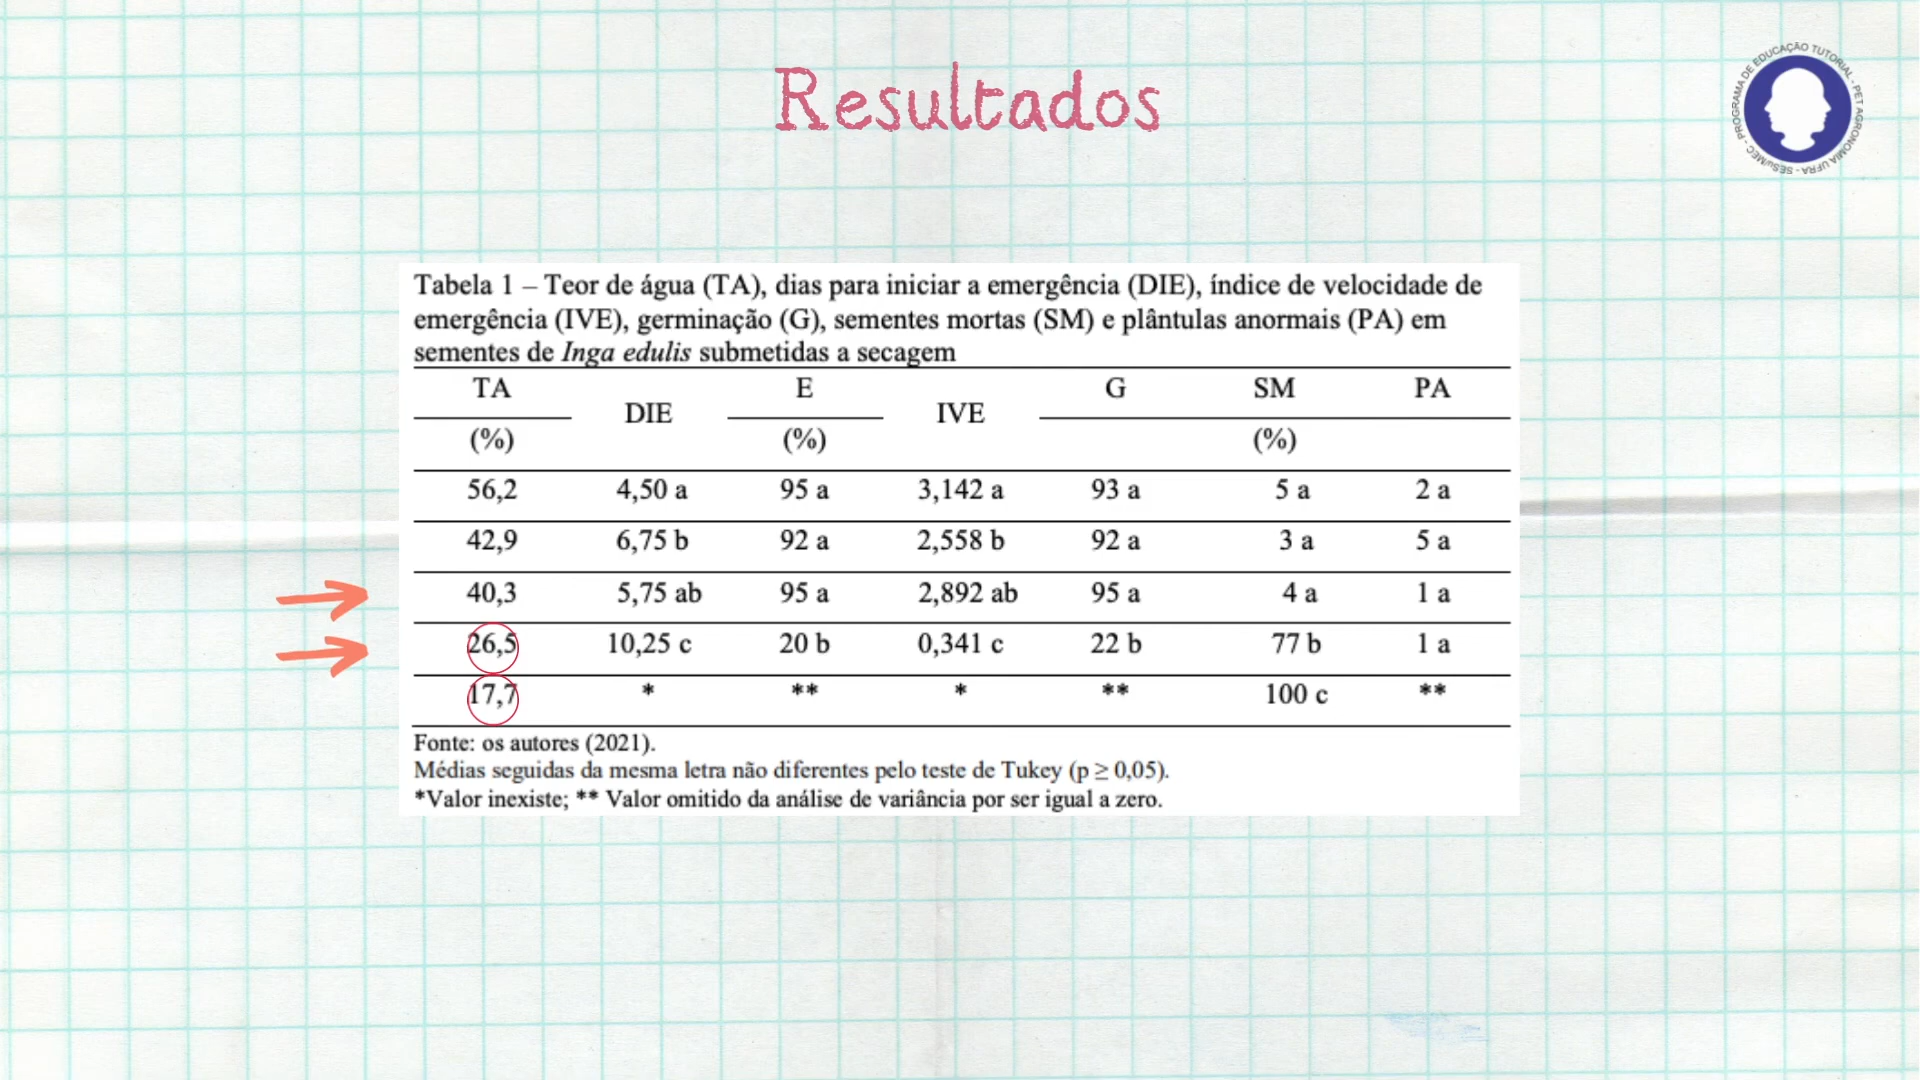 Resultados
PROGRAMA DE EDUCAÇÃO TUTORIAL - PET AGRONOMIA UFRA - SESu/MEC -
Tabela 1 – Teor de água (TA), dias para iniciar a emergência (DIE), índice de velocidade de
emergência (IVE), germinação (G), sementes mortas (SM) e plântulas anormais (PA) em
sementes de Inga edulis submetidas a secagem
TA DIE E IVE G SM PA
(%) (%) (%)
56,2 4,50 a 95 a 3,142 a 93 a 5 a 2 a
42,9 6,75 b 92 a 2,558 b 92 a 3 a 5 a
40,3 5,75 ab 95 a 2,892 ab 95 a 4 a 1 a
26,5 10,25 c 20 b 0,341 c 22 b 77 b 1 a
17,7 * ** * ** 100 c **
Fonte: os autores (2021).
Médias seguidas da mesma letra não diferentes pelo teste de Tukey (p ≥ 0,05).
*Valor inexiste; ** Valor omitido da análise de variância por ser igual a zero.